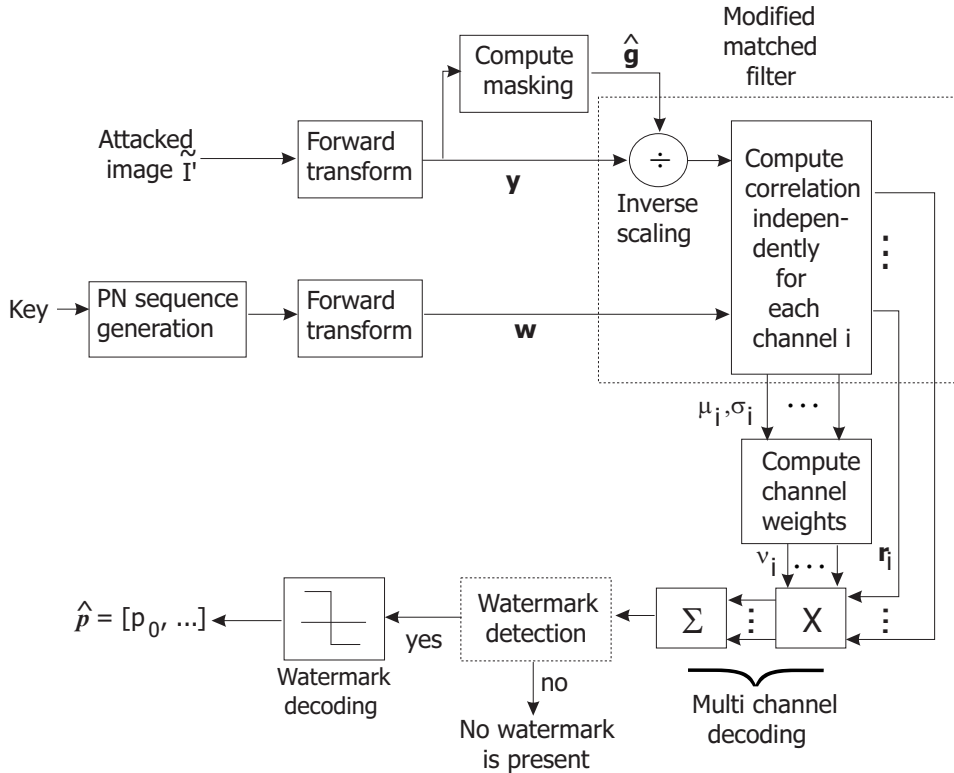 Modified
matched
filter
Compute
masking
ĝ
Attacked
image Ĩ'
Forward
transform
y
÷
Inverse
scaling
Compute
correlation
indepen-
dently
for
each
channel i
⋮
Key
PN sequence
generation
Forward
transform
w
μi,σi
...
Compute
channel
weights
νi
...
ri
p̂ = [p0, ...]
yes
Watermark
detection
Σ
⋮
X
⋮
Watermark
decoding
no
No watermark
is present
Multi channel
decoding